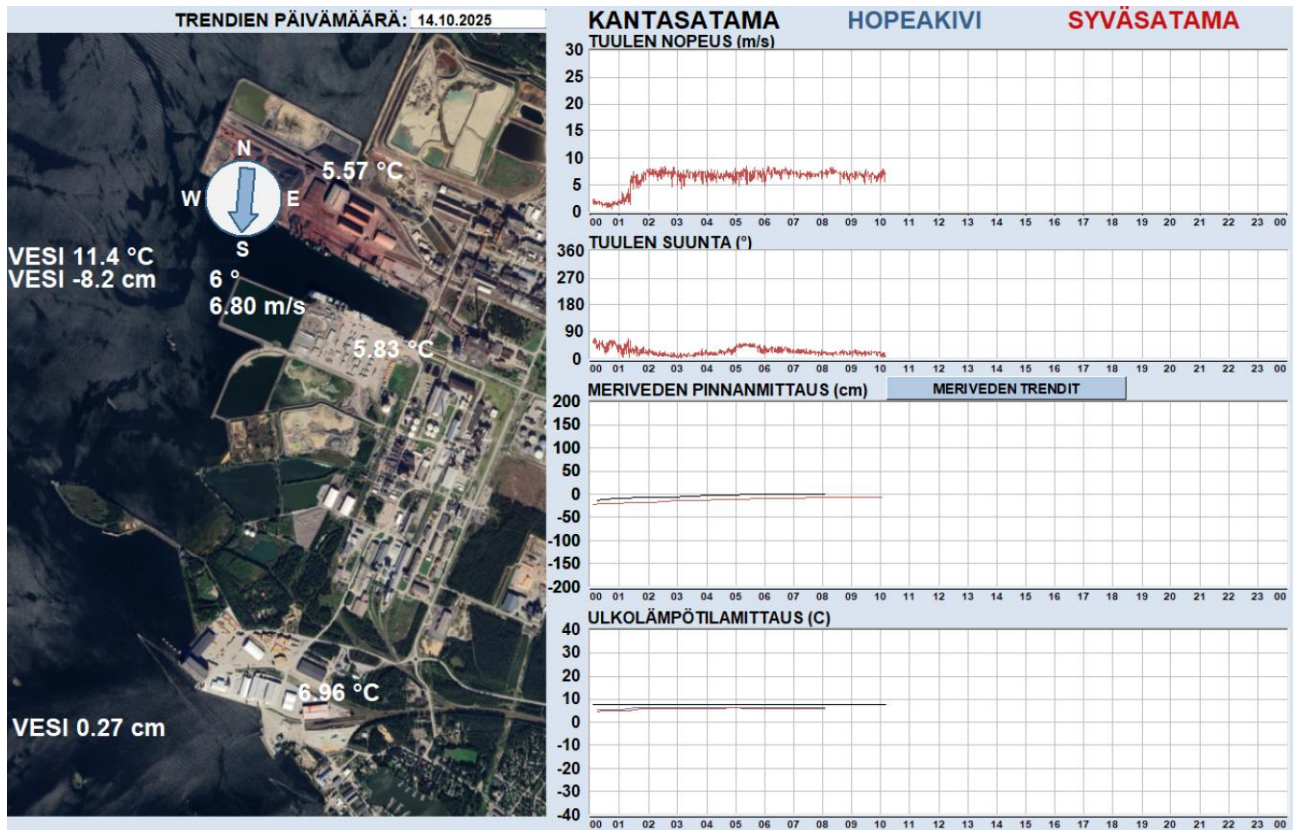 TRENDIEN PÄIVÄMÄÄRÄ: 14.10.2025
N
W E
S
5.57 °C
VESI 11.4 °C
VESI -8.2 cm
6 °
6.80 m/s
5.83 °C
6.96 °C
VESI 0.27 cm
KANTASATAMA HOPEAKIVI SYVÄSATAMA
TUULEN NOPEUS (m/s)
30
25
20
15
10
5
0
00 01 02 03 04 05 06 07 08 09 10 11 12 13 14 15 16 17 18 19 20 21 22 23 00
TUULEN SUUNTA (°)
360
270
180
90
0
00 01 02 03 04 05 06 07 08 09 10 11 12 13 14 15 16 17 18 19 20 21 22 23 00
MERIVEDEN PINNANMITTAUS (cm) MERIVEDEN TRENDIT
200
150
100
50
0
-50
-100
-150
-200
00 01 02 03 04 05 06 07 08 09 10 11 12 13 14 15 16 17 18 19 20 21 22 23 00
ULKOLÄMPÖTILAMITTAUS (C)
40
30
20
10
0
-10
-20
-30
-40
00 01 02 03 04 05 06 07 08 09 10 11 12 13 14 15 16 17 18 19 20 21 22 23 00